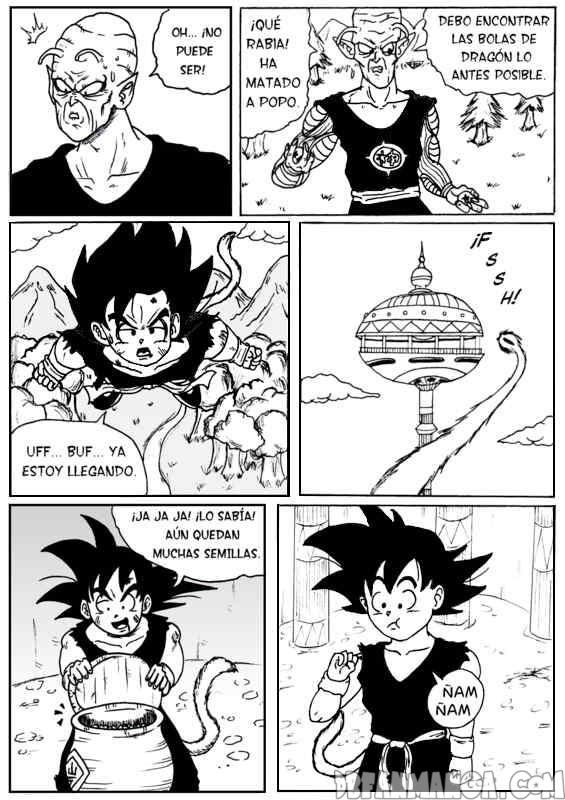 OH... ¡NO
PUEDE
SER!
¡QUÉ
RABIA!
HA
MATADO
A POPO.
DEBO ENCONTRAR
LAS BOLAS DE
DRAGÓN LO
ANTES POSIBLE.
UFF... BUF... YA
ESTOY LLEGANDO.
¡F
S
S
H!
¡JA JA JA! ¡LO SABÍA!
AÚN QUEDAN
MUCHAS SEMILLAS.
ÑAM
ÑAM
DBFANMANGA.COM